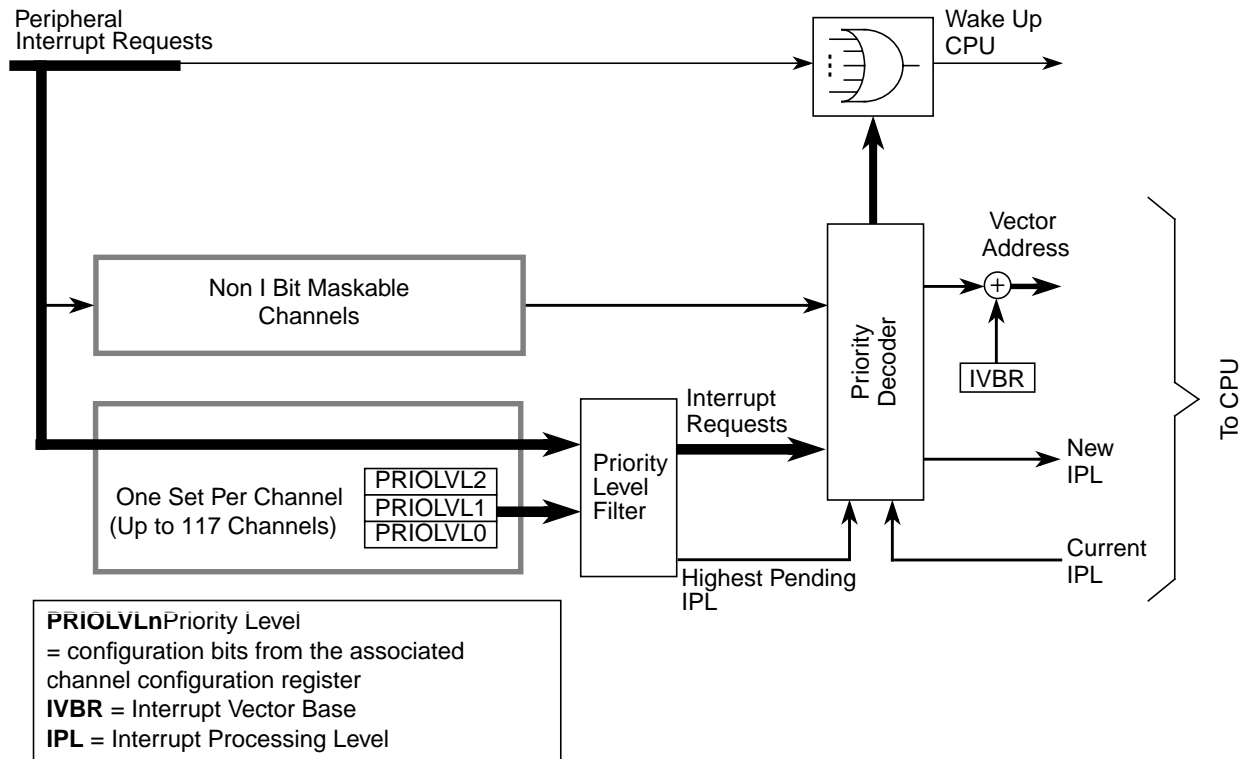 Peripheral
Interrupt Requests
Wake Up
CPU
Vector
Address
Non I Bit Maskable
Channels
Priority
Decoder
IVBR
To CPU
Interrupt
Requests
New
IPL
Priority
Level
Filter
One Set Per Channel
(Up to 117 Channels)
PRIOLVL2
PRIOLVL1
PRIOLVL0
Highest Pending
IPL
Current
IPL
PRIOLVLnPriority Level
= configuration bits from the associated
channel configuration register
IVBR = Interrupt Vector Base
IPL = Interrupt Processing Level